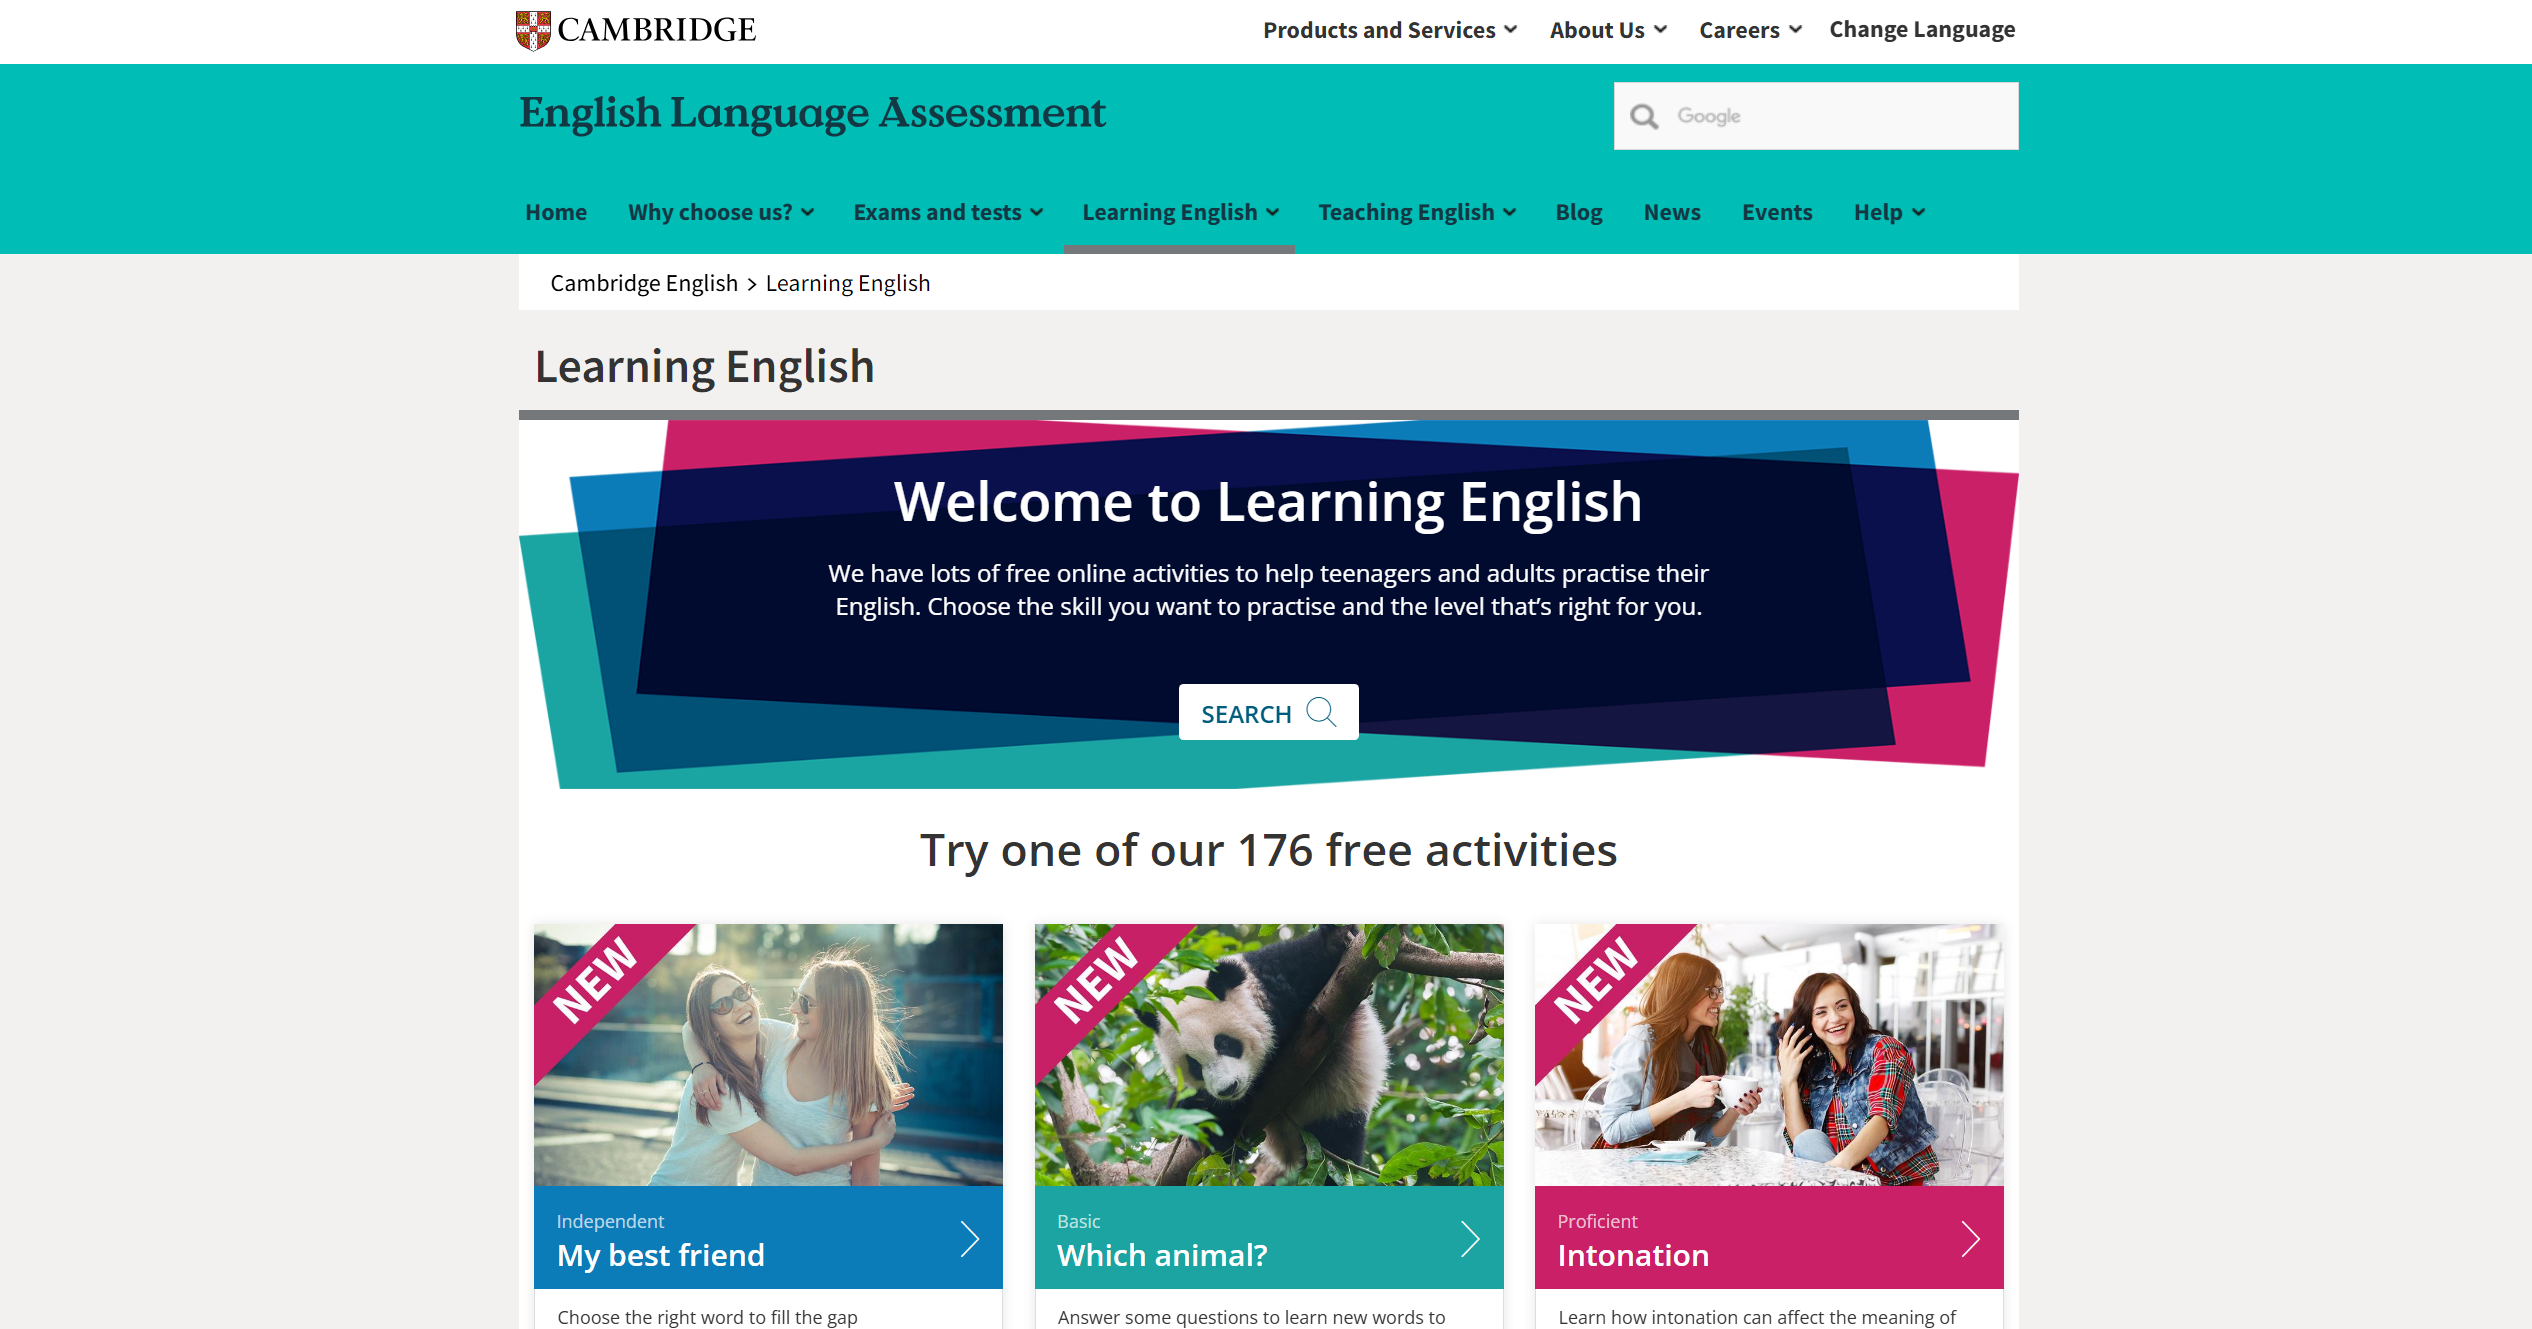 CAMBRIDGE
Products and Services
About Us
Careers
Change Language
English Language Assessment
Google
Home
Why choose us?
Exams and tests
Learning English
Teaching English
Blog
News
Events
Help
Cambridge English > Learning English
Learning English
Welcome to Learning English
We have lots of free online activities to help teenagers and adults practise their
English. Choose the skill you want to practise and the level that's right for you.
SEARCH
Try one of our 176 free activities
NEW
Independent
My best friend
Choose the right word to fill the gap
NEW
Basic
Which animal?
Answer some questions to learn new words to
NEW
Proficient
Intonation
Learn how intonation can affect the meaning of